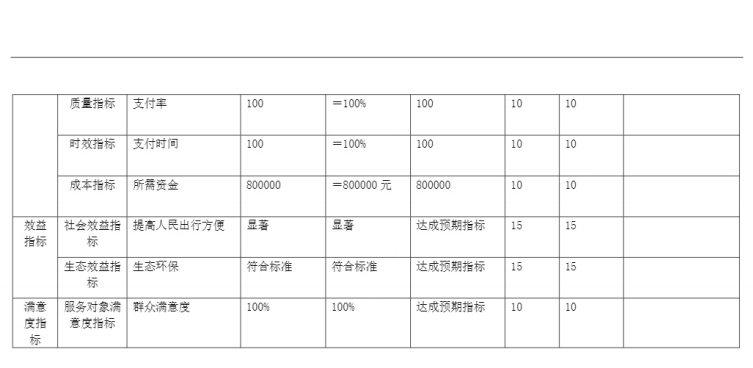 质量指标 支付率 100 ＝100% 100 10 10
时效指标 支付时间 100 ＝100% 100 10 10
成本指标 所需资金 800000 ＝800000 元 800000 10 10
效益 社会效益指 提高人民出行方便 显著 显著 达成预期指标 15 15
指标 标
生态效益指 生态环保 符合标准 符合标准 达成预期指标 15 15
标
满意 服务对象满 群众满意度 100% 100% 达成预期指标 10 10
度指 意度指标
标